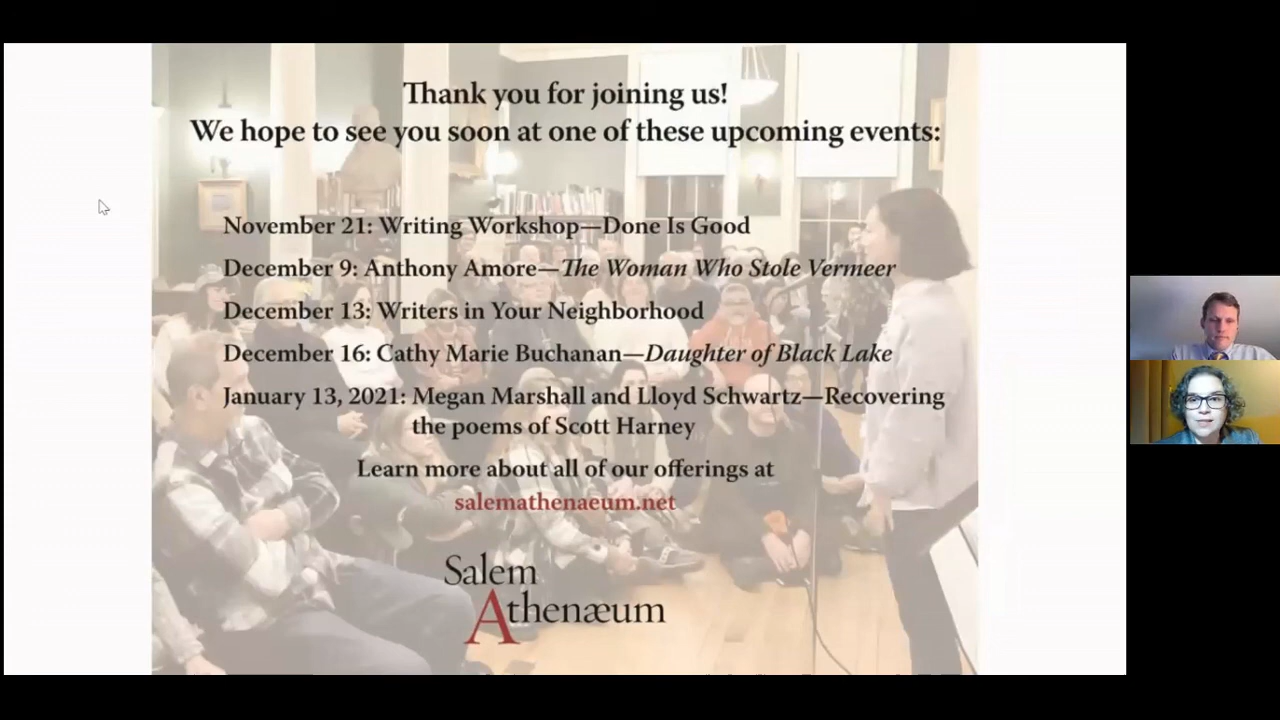 Thank you for joining us!
We hope to see you soon at one of these upcoming events:
November 21: Writing Workshop—Done Is Good
December 9: Anthony Amore—The Woman Who Stole Vermeer
December 13: Writers in Your Neighborhood
December 16: Cathy Marie Buchanan—Daughter of Black Lake
January 13, 2021: Megan Marshall and Lloyd Schwartz—Recovering
the poems of Scott Harney
Learn more about all of our offerings at
salemathenaeum.net
Salem
Athenæum